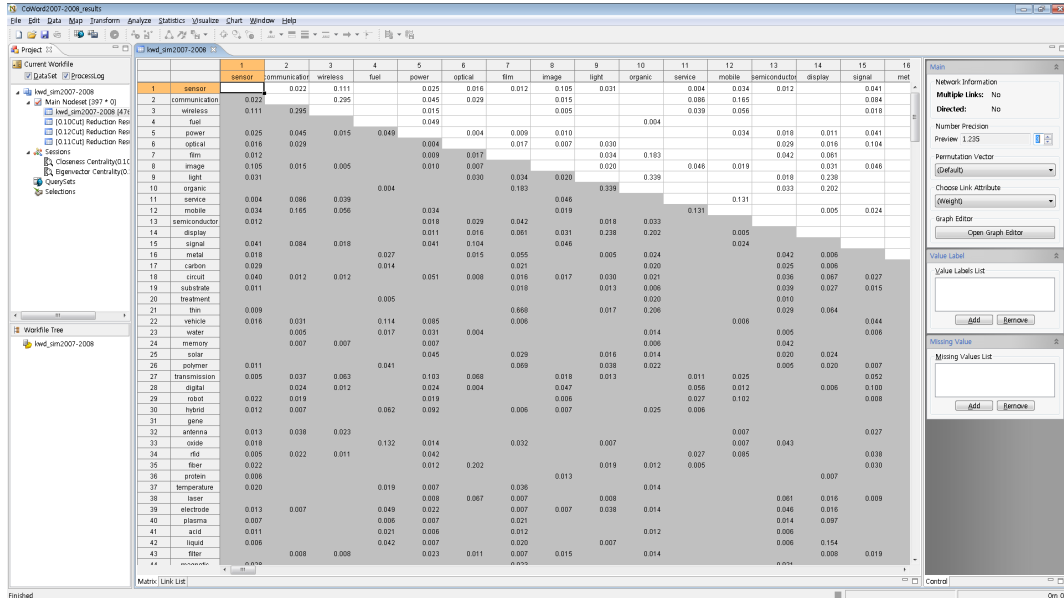 CoWord2007-2008_results
File Edit Data Map Transform Analyze Statistics Visualize Chart Window Help
Project
kwd_sim2007-2008
Current Workfile
DataSet ProcessLog
kwd_sim2007-2008
Main Nodeset [397 * 0]
kwd_sim2007-2008 [476
[0.10Cut] Reduction Res
[0.12Cut] Reduction Res
[0.11Cut] Reduction Resu
Sessions
Closeness Centrality(0.10
Eigenvector Centrality(0.
QuerySets
Selections
Workfile Tree
kwd_sim2007-2008
1 2 3 4 5 6 7 8 9 10 11 12 13 14 15 16
sensor communication wireless fuel power optical film image light organic service mobile semiconductor display signal met
1 sensor 0.022 0.111 0.025 0.016 0.012 0.105 0.031 0.004 0.034 0.012 0.041
2 communication 0.022 0.295 0.045 0.029 0.086 0.165 0.084
3 wireless 0.111 0.295 0.015 0.005 0.039 0.056 0.018
4 fuel 0.049 0.004
5 power 0.025 0.045 0.015 0.049 0.004 0.009 0.010 0.034 0.018 0.011 0.041
6 optical 0.016 0.029 0.004 0.017 0.007 0.030 0.029 0.016 0.104
7 film 0.012 0.009 0.017 0.034 0.183 0.042 0.061
8 image 0.105 0.015 0.005 0.010 0.007 0.020 0.046 0.019 0.031 0.046
9 light 0.031 0.030 0.034 0.020 0.339 0.018 0.238
10 organic 0.004 0.183 0.339 0.033 0.202
11 service 0.004 0.086 0.039 0.046 0.131
12 mobile 0.034 0.165 0.056 0.034 0.019 0.131 0.005 0.024
13 semiconductor 0.012 0.018 0.029 0.042 0.018 0.033
14 display 0.011 0.016 0.061 0.031 0.238 0.202 0.005
15 signal 0.041 0.084 0.018 0.041 0.104 0.046 0.024
16 metal 0.018 0.027 0.015 0.055 0.005 0.024 0.042 0.006
17 carbon 0.029 0.014 0.021 0.020 0.025 0.006
18 circuit 0.040 0.012 0.012 0.051 0.008 0.016 0.017 0.030 0.021 0.036 0.067 0.027
19 substrate 0.011 0.018 0.013 0.006 0.039 0.027 0.015
20 treatment 0.005 0.020 0.010
21 thin 0.009 0.668 0.017 0.206 0.029 0.064
22 vehicle 0.016 0.031 0.114 0.085 0.006 0.006 0.044
23 water 0.005 0.017 0.031 0.004 0.014 0.005 0.006
24 memory 0.007 0.007 0.007 0.006 0.042
25 solar 0.045 0.029 0.016 0.014 0.020 0.024
26 polymer 0.011 0.041 0.069 0.038 0.022 0.005 0.020 0.007
27 transmission 0.005 0.037 0.063 0.103 0.068 0.018 0.013 0.011 0.025 0.052
28 digital 0.024 0.012 0.024 0.004 0.047 0.056 0.012 0.006 0.100
29 robot 0.022 0.019 0.019 0.006 0.027 0.102 0.008
30 hybrid 0.012 0.007 0.062 0.092 0.006 0.007 0.025 0.006
31 gene
32 antenna 0.013 0.038 0.023 0.007 0.027
33 oxide 0.018 0.132 0.014 0.032 0.007 0.007 0.043
34 rfid 0.005 0.022 0.011 0.042 0.027 0.085 0.038
35 fiber 0.022 0.012 0.202 0.019 0.012 0.005 0.030
36 protein 0.006 0.013 0.007
37 temperature 0.020 0.019 0.007 0.036 0.014
38 laser 0.008 0.067 0.007 0.008 0.061 0.016 0.009
39 electrode 0.013 0.007 0.049 0.022 0.007 0.007 0.038 0.014 0.046 0.016
40 plasma 0.007 0.006 0.007 0.021 0.014 0.097
41 acid 0.011 0.021 0.006 0.012 0.012 0.006
42 liquid 0.006 0.042 0.007 0.020 0.007 0.006 0.154
43 filter 0.008 0.008 0.023 0.011 0.007 0.015 0.014 0.008 0.019
Matrix Link List
Main
Network Information
Multiple Links: No
Directed: No
Number Precision
Preview 1.235 3
Permutation Vector
(Default)
Choose Link Attribute
(Weight)
Graph Editor
Open Graph Editor
Value Label
Value Labels List
Add Remove
Missing Value
Missing Values List
Add Remove
Control
Finished